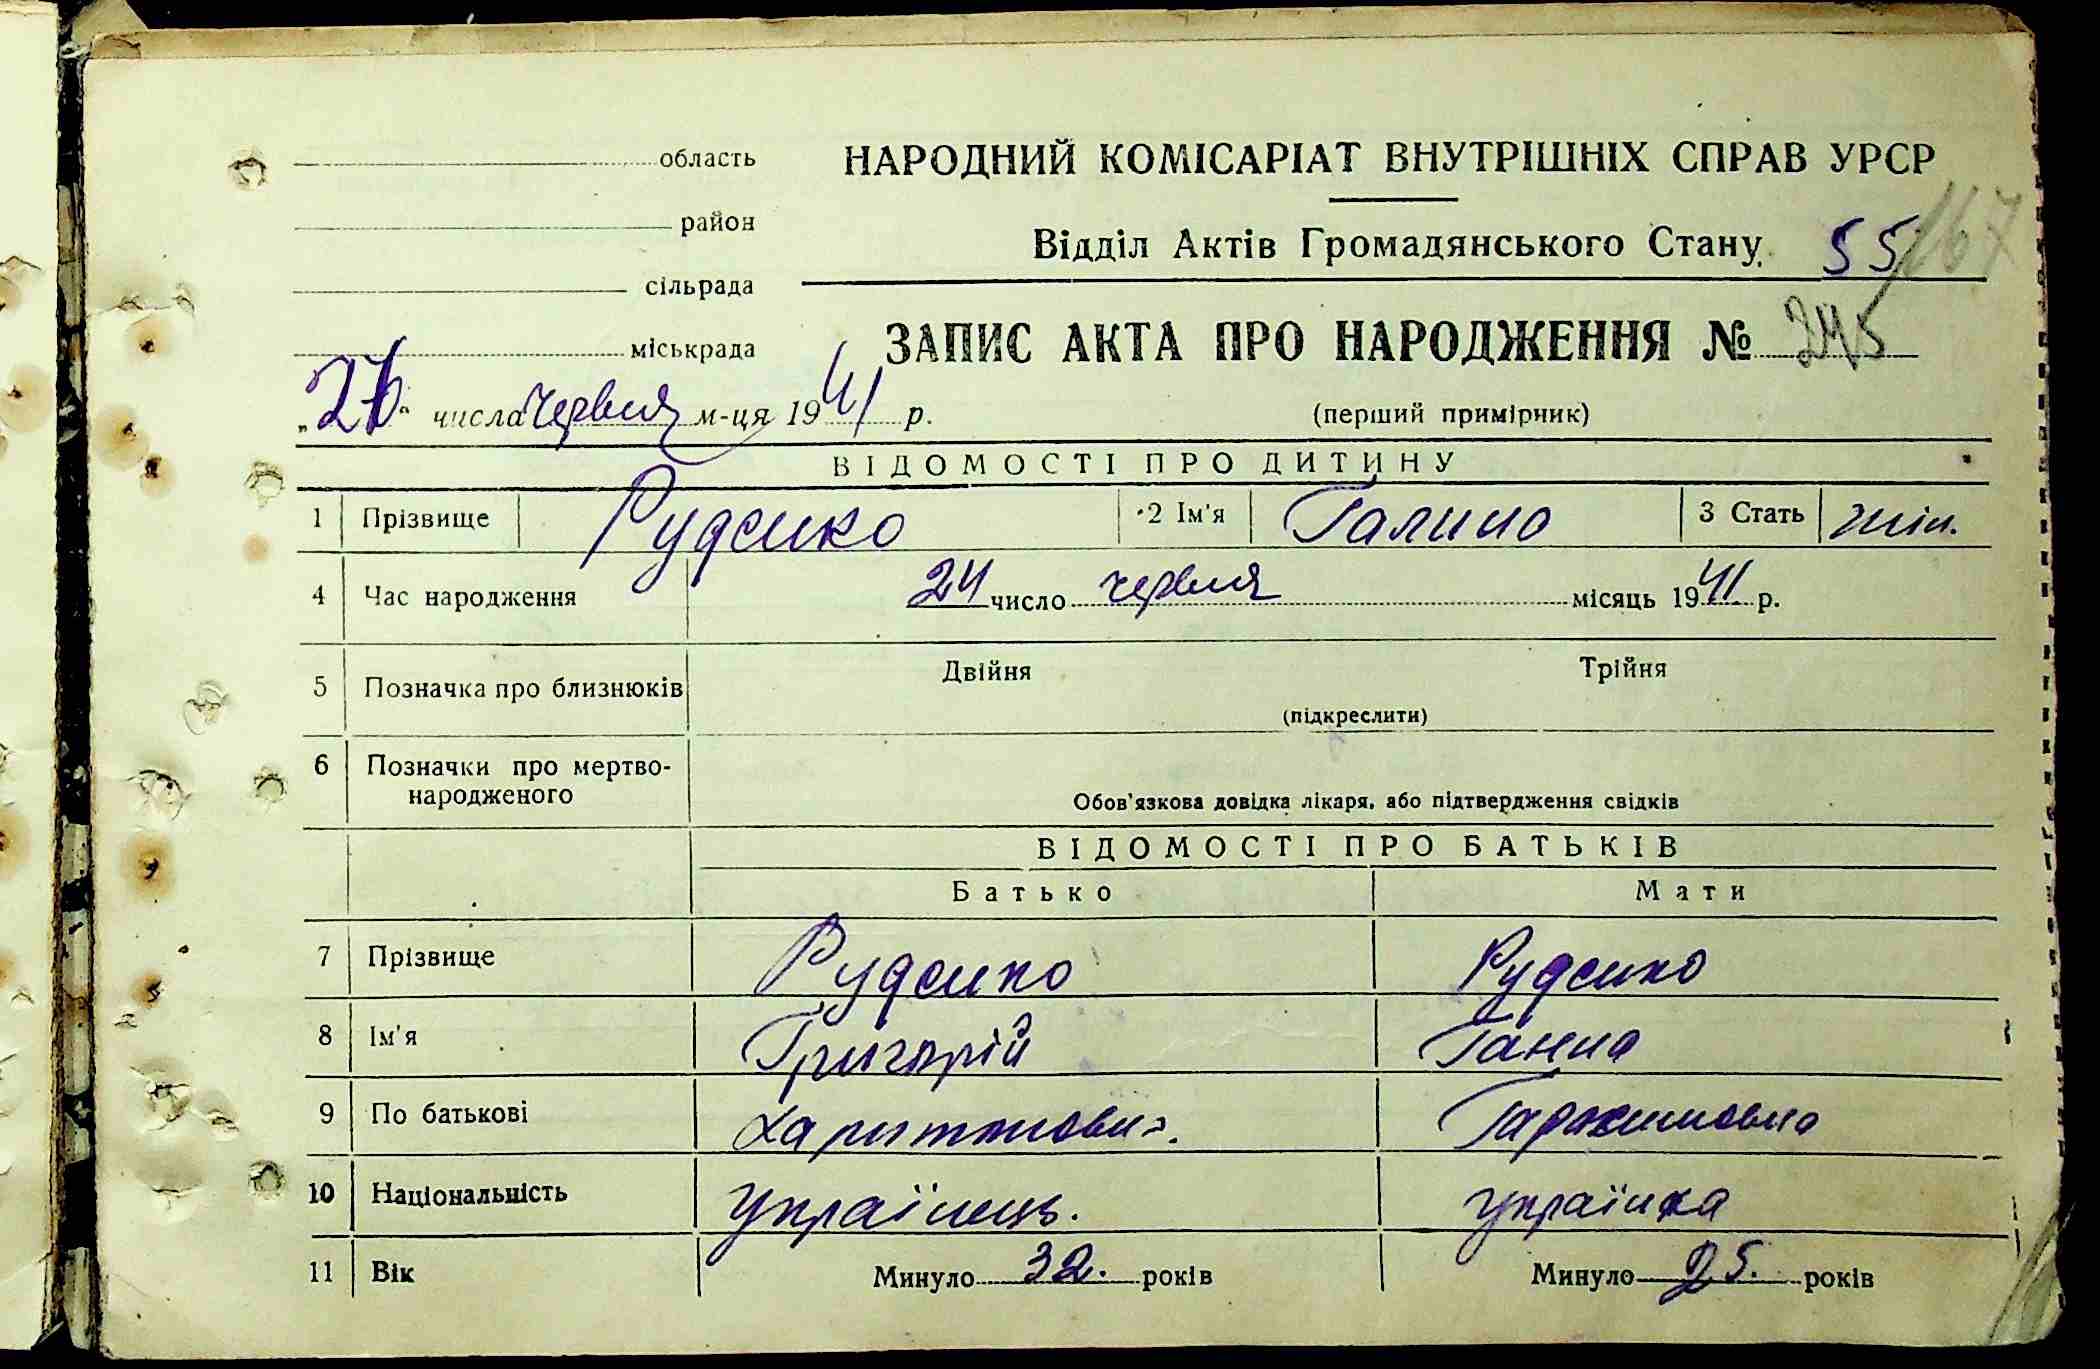 область
район
сільрада
міськрада
НАРОДНИЙ КОМІСАРІАТ ВНУТРІШНІХ СПРАВ УРСР
Відділ Актів Громадянського Стану 55/167
ЗАПИС АКТА ПРО НАРОДЖЕННЯ № 245
„ “ числа червня м-ця 1941 р.
(перший примірник)
ВІДОМОСТІ ПРО ДИТИНУ
1 Прізвище Руденко 2 Ім'я Галина 3 Стать жін.
4 Час народження 24 число червня місяць 1941 р.
5 Позначка про близнюків Двійня Трійня
(підкреслити)
6 Позначки про мертво-
народженого
Обов'язкова довідка лікаря, або підтвердження свідків
ВІДОМОСТІ ПРО БАТЬКІВ
Батько Мати
7 Прізвище Руденко Руденко
8 Ім'я Григорій Ганна
9 По батькові Харитонович.
10 Національність Українець. Українка
11 Вік Минуло 32. років Минуло 25. років